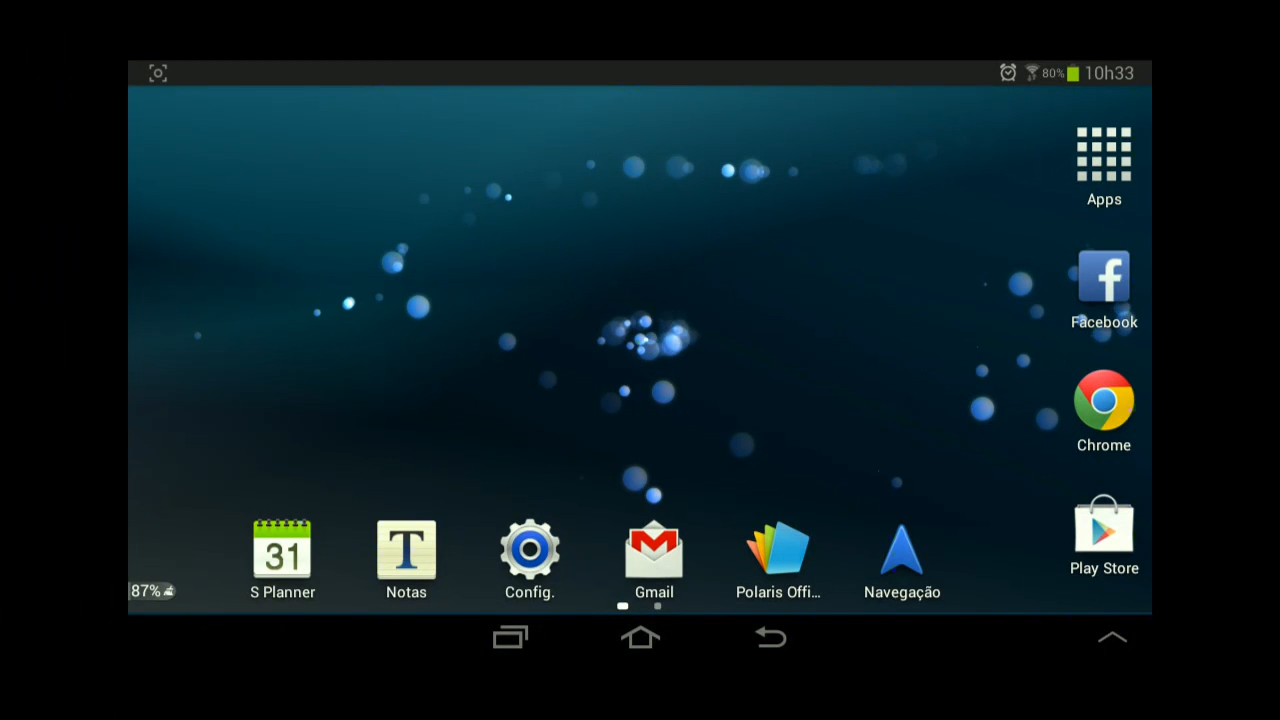 80% 10h33
Apps
Facebook
Chrome
Play Store
31
S Planner
T
Notas
Config.
Gmail
Polaris Offi...
Navegação
87%